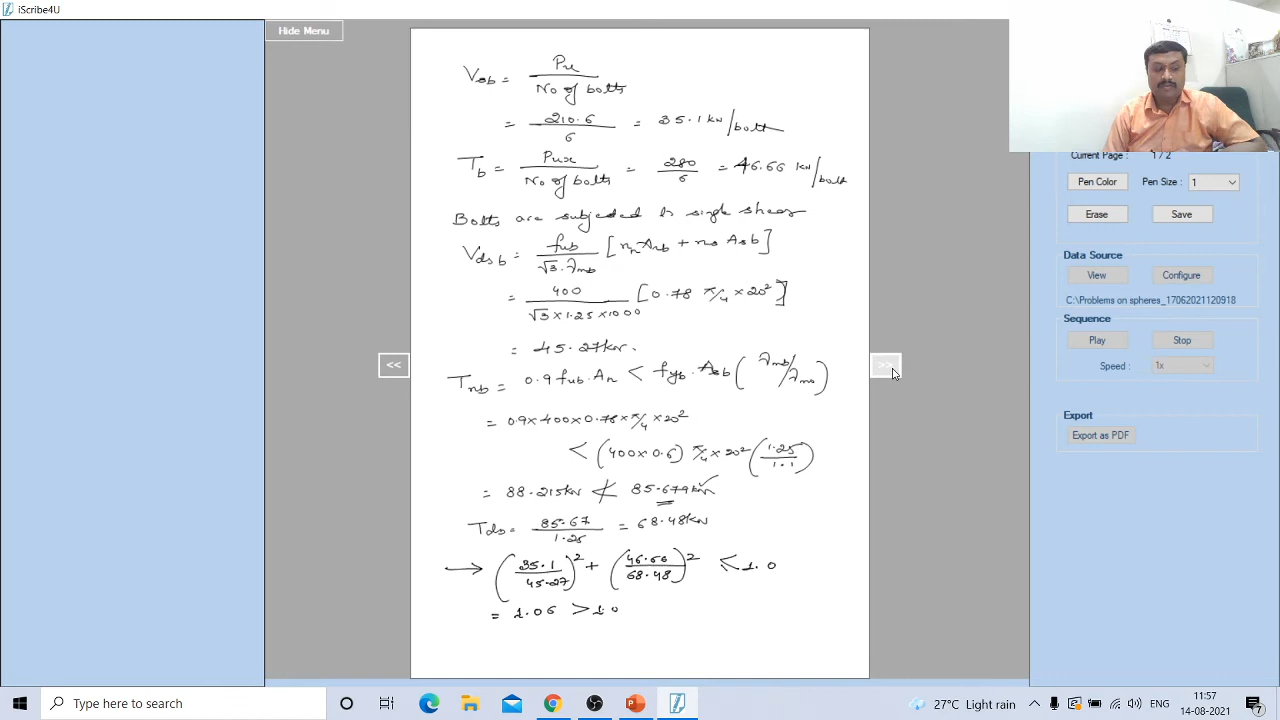 iScribe4U
Hide Menu
Vsb = Pu / No of bolts
= 210.6 / 6 = 35.1 kN/bolt
Tb = Pux / No of bolts = 280 / 6 = 46.66 kN/bolt
Bolts are subjected to single shear
Vdsb = fub / √3·λmb [nn Anb + ns Asb]
= 400 / √3×1.25×1000 [0.78 π/4 × 20²]
= 45.27kN.
Tnb = 0.9 fub.An < fyb.Asb (λmb/λmo)
= 0.9×400×0.78×π/4×20²
< (400×0.6) π/4×20² (1.25/1.1)
= 88.215kN ≮ 85.679kN ✓
Tdb = 85.67 / 1.25 = 68.48kN
→ (35.1 / 45.27)² + (46.66 / 68.48)² ≤ 1.0
= 1.06 > 1.0
<<
>>
Current Page: 1 / 2
Pen Color Pen Size : 1
Erase Save
Data Source
View Configure
C:\Problems on spheres_17062021120918
Sequence
Play Stop
Speed : 1x
Export
Export as PDF
Type here to search
27°C Light rain
ENG
11:57
14-08-2021
7